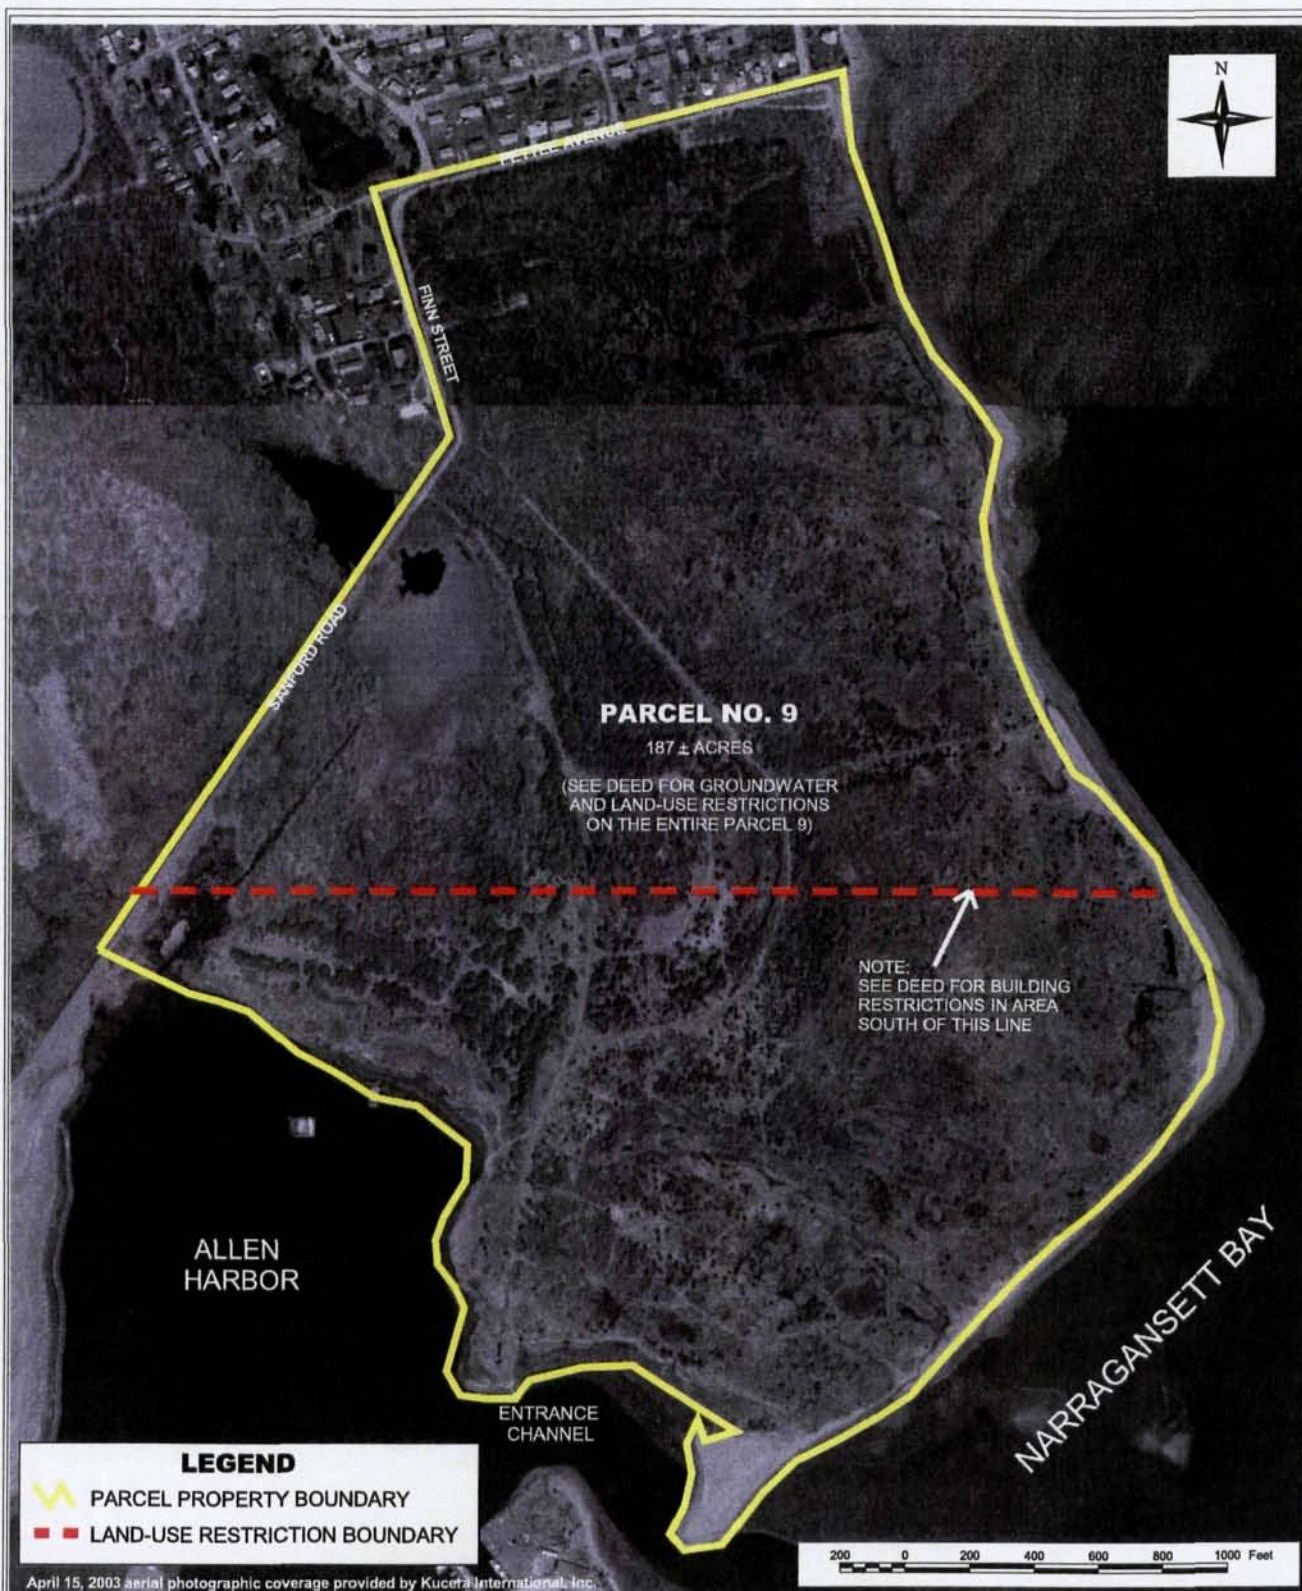 N
PETTEE AVENUE
FINN STREET
SANFORD ROAD
PARCEL NO. 9
187 ± ACRES
(SEE DEED FOR GROUNDWATER
AND LAND-USE RESTRICTIONS
ON THE ENTIRE PARCEL 9)
NOTE:
SEE DEED FOR BUILDING
RESTRICTIONS IN AREA
SOUTH OF THIS LINE
ALLEN
HARBOR
NARRAGANSETT BAY
ENTRANCE
CHANNEL
LEGEND
PARCEL PROPERTY BOUNDARY
LAND-USE RESTRICTION BOUNDARY
200 0 200 400 600 800 1000 Feet
April 15, 2003 aerial photographic coverage provided by Kucera International, Inc.